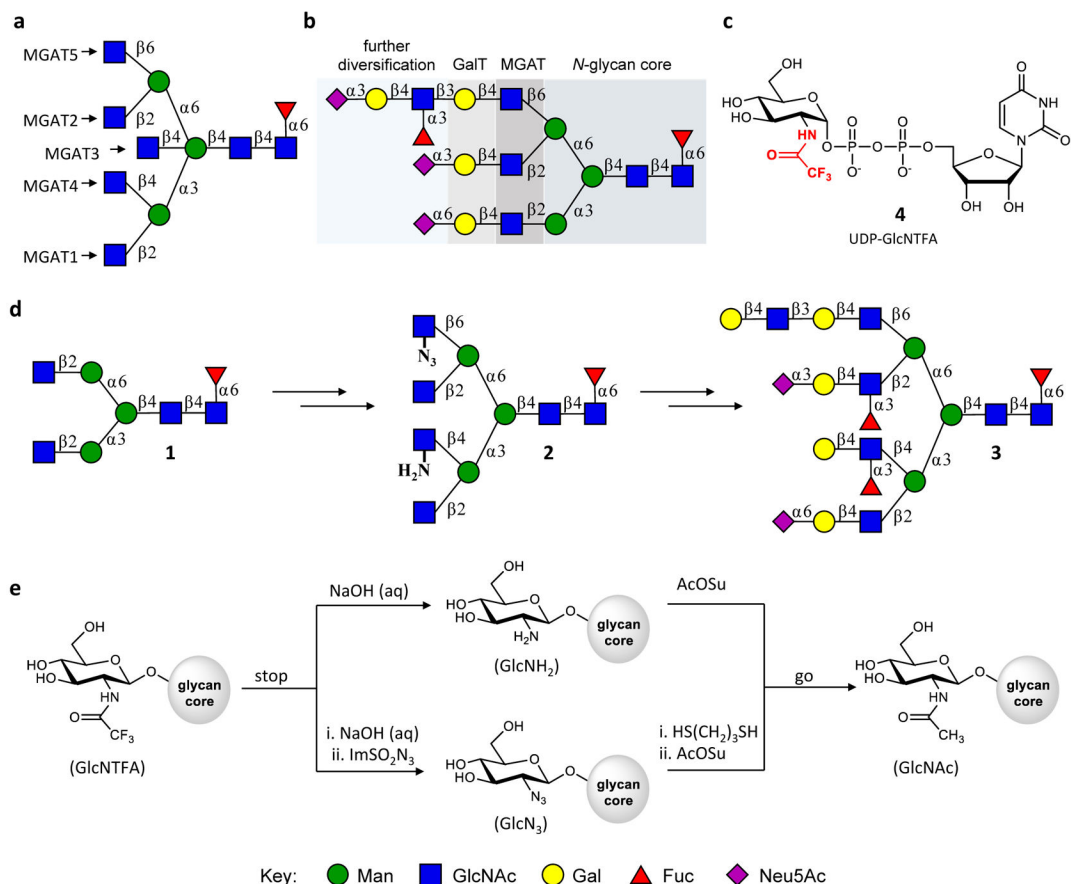 a
MGAT5
β6
MGAT2
β2
α6
MGAT3
β4
β4
β4
α6
MGAT4
β4
α3
MGAT1
β2
b
further
diversification
GalT
MGAT
N-glycan core
α3
β4
β3
β4
β6
α3
α6
α3
β4
β2
β4
β4
α6
α6
β4
β2
α3
c
HO
OH
O
HO
HO
HN
O
CF3
O
O
P
O-
O
O
P
O-
O
O
OH
OH
N
O
NH
O
4
UDP-GlcNTFA
d
β2
α6
β4
β4
α6
β2
α3
1
β6
N3
β2
α6
β4
β4
α6
β4
H2N
α3
β2
2
β4
β3
β4
β6
α3
β4
β2
α3
α6
β4
β4
α6
β4
β4
α3
α3
α6
β4
β2
3
e
OH
HO
HO
O
O
NH
O
CF3
glycan
core
(GlcNTFA)
stop
NaOH (aq)
i. NaOH (aq)
ii. ImSO2N3
OH
HO
HO
O
O
H2N
glycan
core
(GlcNH2)
OH
HO
HO
O
O
N3
glycan
core
(GlcN3)
AcOSu
go
i. HS(CH2)3SH
ii. AcOSu
OH
HO
HO
O
O
NH
O
CH3
glycan
core
(GlcNAc)
Key: Man GlcNAc Gal Fuc Neu5Ac